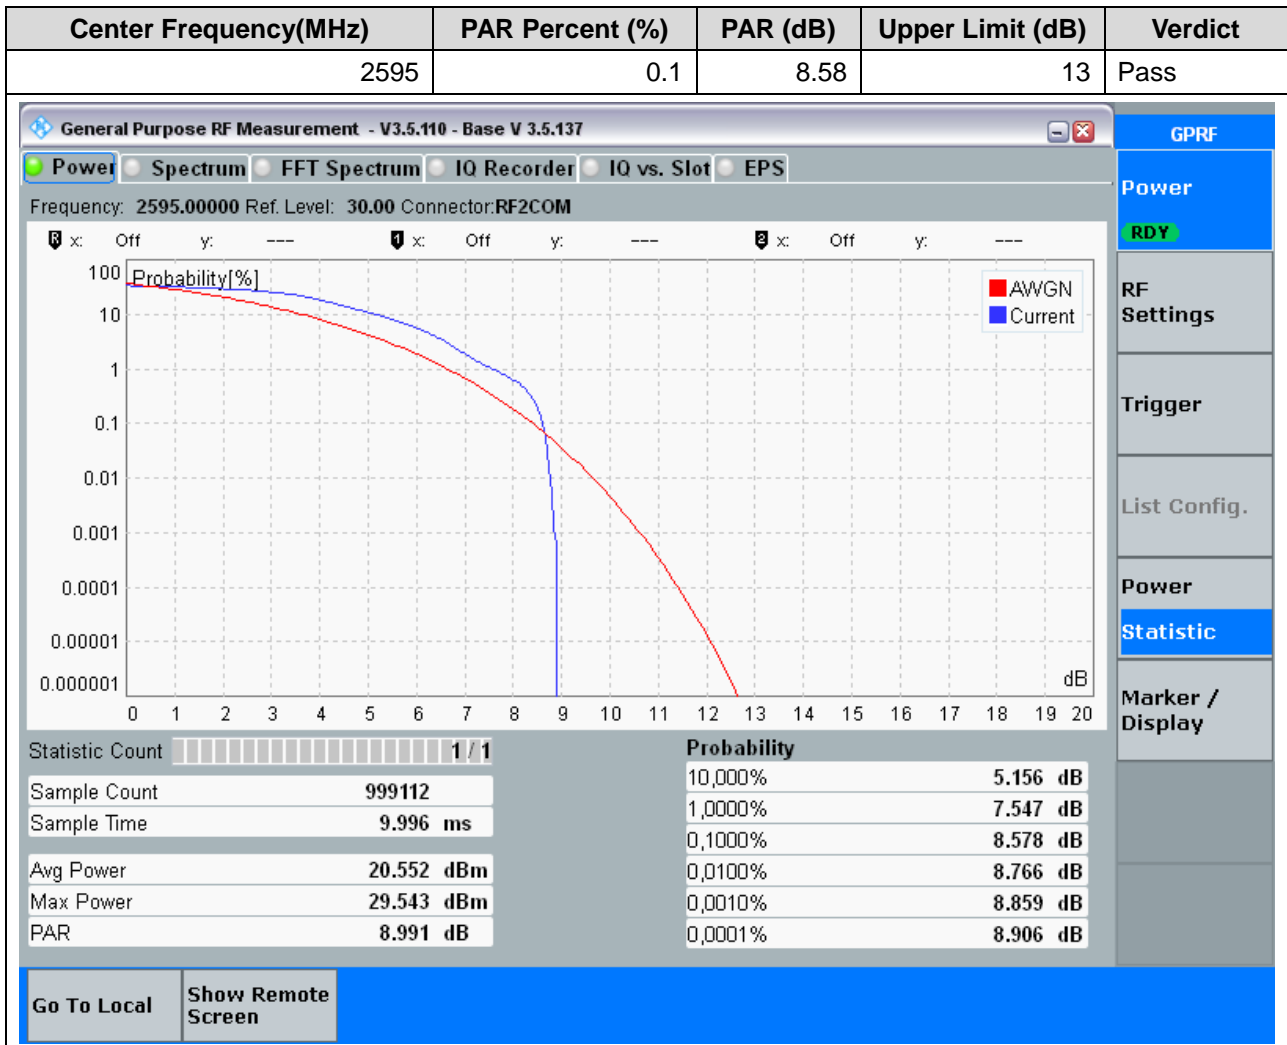 Center Frequency(MHz) PAR Percent (%) PAR (dB) Upper Limit (dB) Verdict
2595 0.1 8.58 13 Pass
General Purpose RF Measurement - V3.5.110 - Base V 3.5.137
GPRF
Power Spectrum FFT Spectrum IQ Recorder IQ vs. Slot EPS
Power
RDY
Frequency: 2595.00000 Ref. Level: 30.00 Connector:RF2COM
R x: Off y: --- 1 x: Off y: --- 2 x: Off y: ---
Probability[%]
AWGN
Current
100
10
1
0.1
0.01
0.001
0.0001
0.00001
0.000001
dB
0 1 2 3 4 5 6 7 8 9 10 11 12 13 14 15 16 17 18 19 20
RF
Settings
Trigger
List Config.
Power
Statistic
Marker /
Display
Statistic Count 1 / 1
Sample Count 999112
Sample Time 9.996 ms
Avg Power 20.552 dBm
Max Power 29.543 dBm
PAR 8.991 dB
Probability
10,000% 5.156 dB
1,0000% 7.547 dB
0,1000% 8.578 dB
0,0100% 8.766 dB
0,0010% 8.859 dB
0,0001% 8.906 dB
Go To Local
Show Remote
Screen